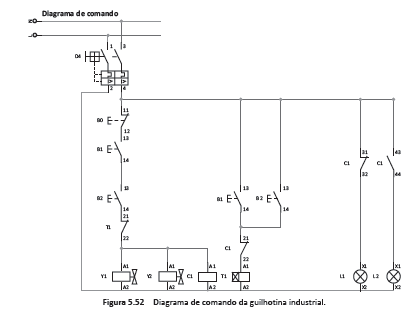 Diagrama de comando
1 3
Q4
2 4
11
B0
12
13
B1
14
13 13 13
B2 B1 B2
14 14 14
21
T1
22
31 43
C1 C1
32 44
21
C1
22
A1 A1 A1 A1 X1 X1
Y1 Y2 C1 T1 L1 L2
A2 A2 A2 A2 X2 X2
Figura 5.52 Diagrama de comando da guilhotina industrial.